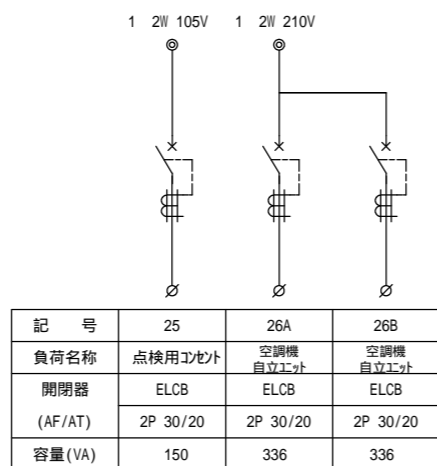 1 2W 105V 1 2W 210V
記 号 25 26A 26B
負荷名称 点検用コンセント 空調機 自立ユニット 空調機 自立ユニット
開閉器 ELCB ELCB ELCB
(AF/AT) 2P 30/20 2P 30/20 2P 30/20
容量(VA) 150 336 336